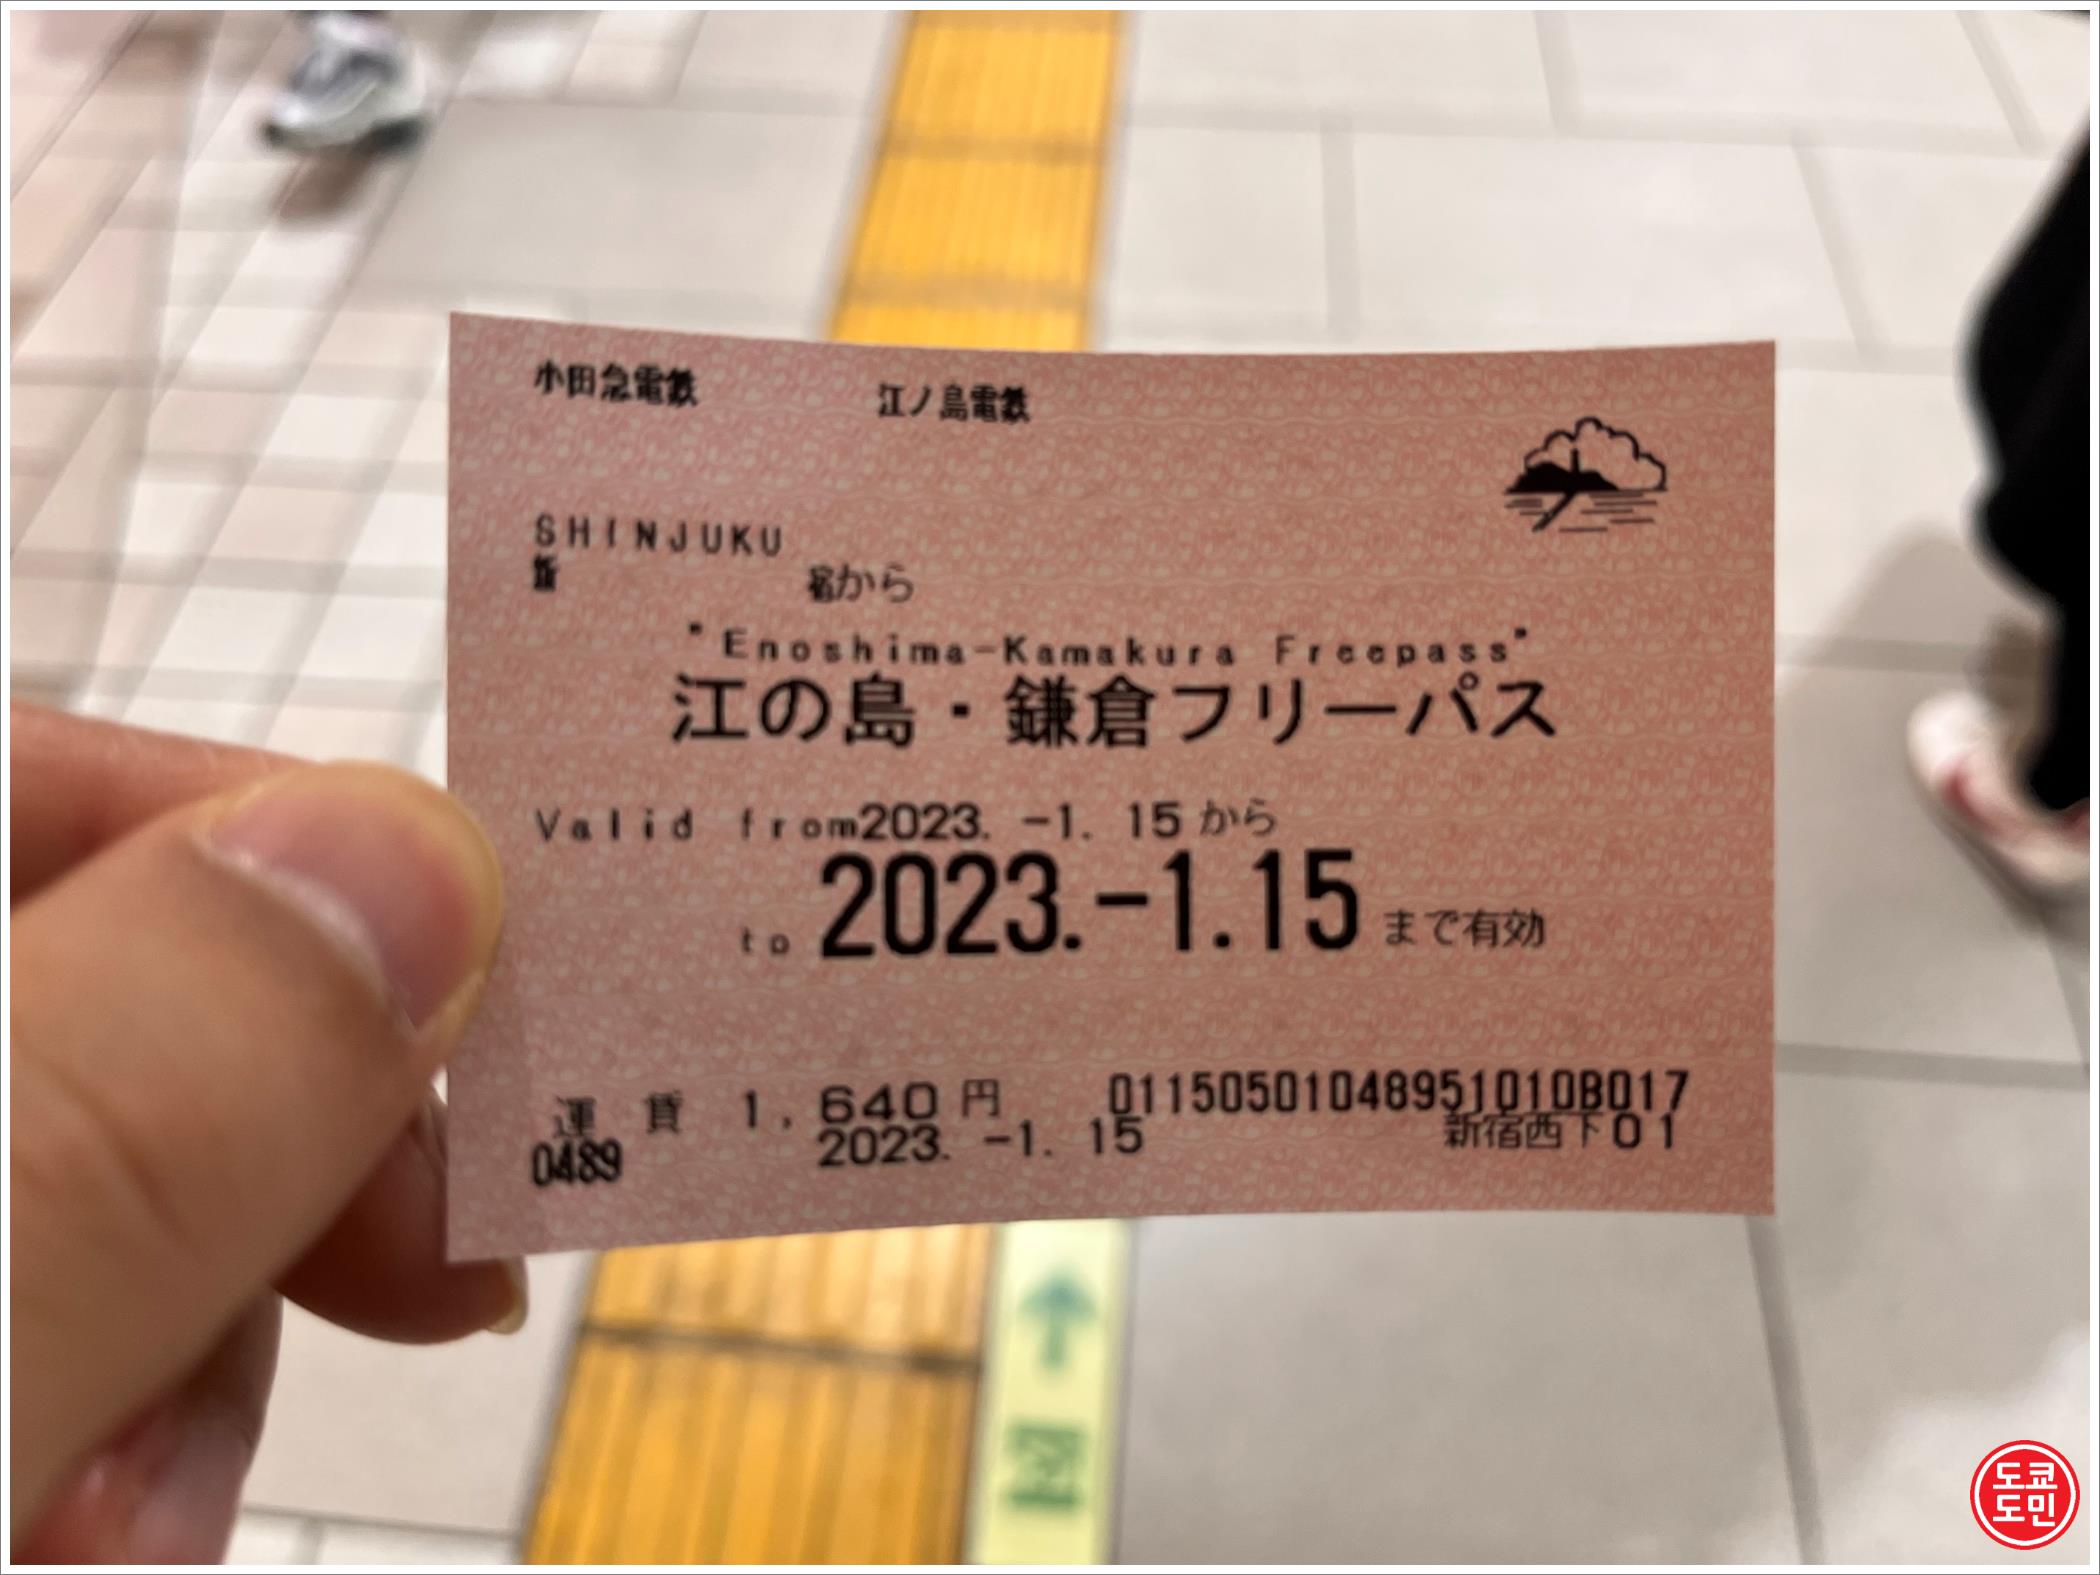 小田急電鉄 江ノ島電鉄
SHINJUKU
新 宿から
"Enoshima-Kamakura Freepass"
江の島・鎌倉フリーパス
Valid from2023. -1. 15から
to 2023.-1.15まで有効
運賃 1,640円 01150501048951010B017
0489 2023. -1. 15 新宿西下01
도쿄
도민